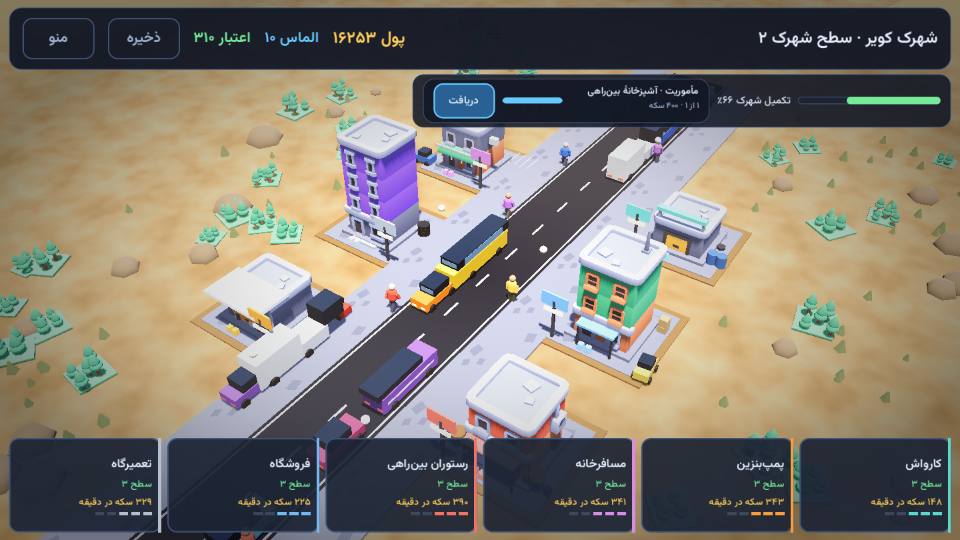 شهرک کویر · سطح شهرک ۲
پول ۱۶۲۵۳
الماس ۱۰
اعتبار ۳۱۰
ذخیره
منو
تکمیل شهرک ۶۶٪
مأموریت · آشپزخانهٔ بین‌راهی
۱ از ۱ · ۴۰۰ سکه
دریافت
کارواش
سطح ۳
۱۴۸ سکه در دقیقه
پمپ‌بنزین
سطح ۳
۳۴۳ سکه در دقیقه
مسافرخانه
سطح ۳
۳۴۱ سکه در دقیقه
رستوران بین‌راهی
سطح ۳
۳۹۰ سکه در دقیقه
فروشگاه
سطح ۳
۲۲۵ سکه در دقیقه
تعمیرگاه
سطح ۳
۳۲۹ سکه در دقیقه